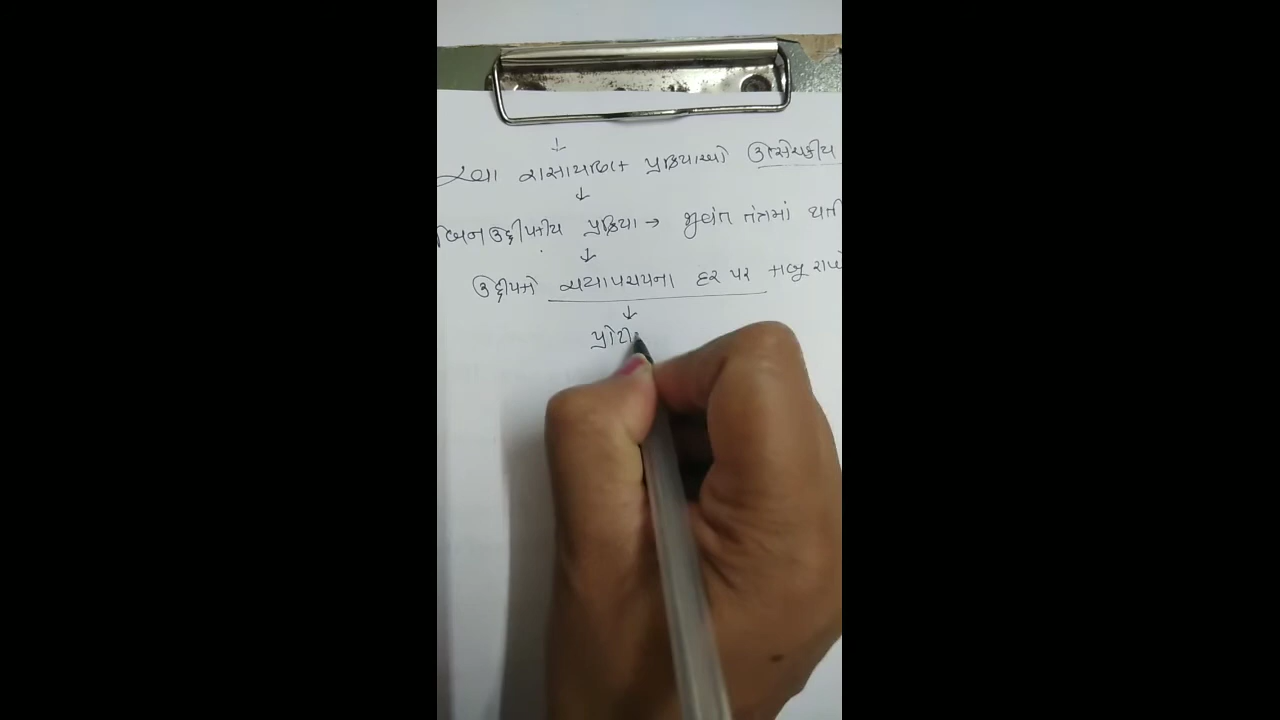 ↓
રાસાયણિક પ્રક્રિયાઓ ઉત્સેચકીય
↓
બિનઉદ્દીપકીય પ્રક્રિયા → જીવંત તંત્રમાં થતી
↓
ઉદ્દીપકો ચયાપચયના દર પર કાબૂ રાખે
↓
પ્રોટી